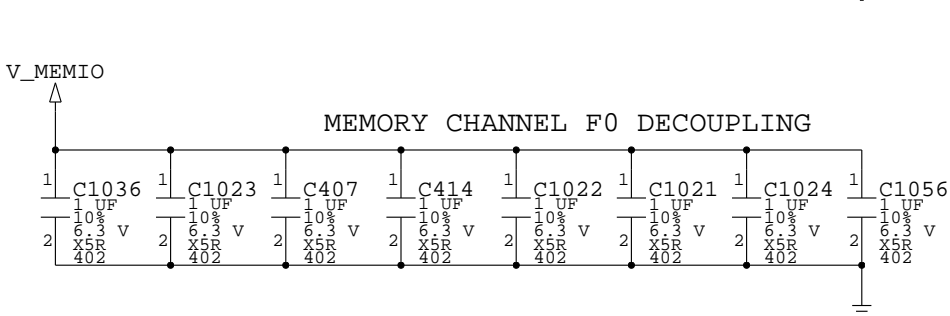 V_MEMIO
MEMORY CHANNEL F0 DECOUPLING
1
C1036
1 UF
10%
6.3 V
X5R
402
2
1
C1023
1 UF
10%
6.3 V
X5R
402
2
1
C407
1 UF
10%
6.3 V
X5R
402
2
1
C414
1 UF
10%
6.3 V
X5R
402
2
1
C1022
1 UF
10%
6.3 V
X5R
402
2
1
C1021
1 UF
10%
6.3 V
X5R
402
2
1
C1024
1 UF
10%
6.3 V
X5R
402
2
1
C1056
1 UF
10%
6.3 V
X5R
402
2